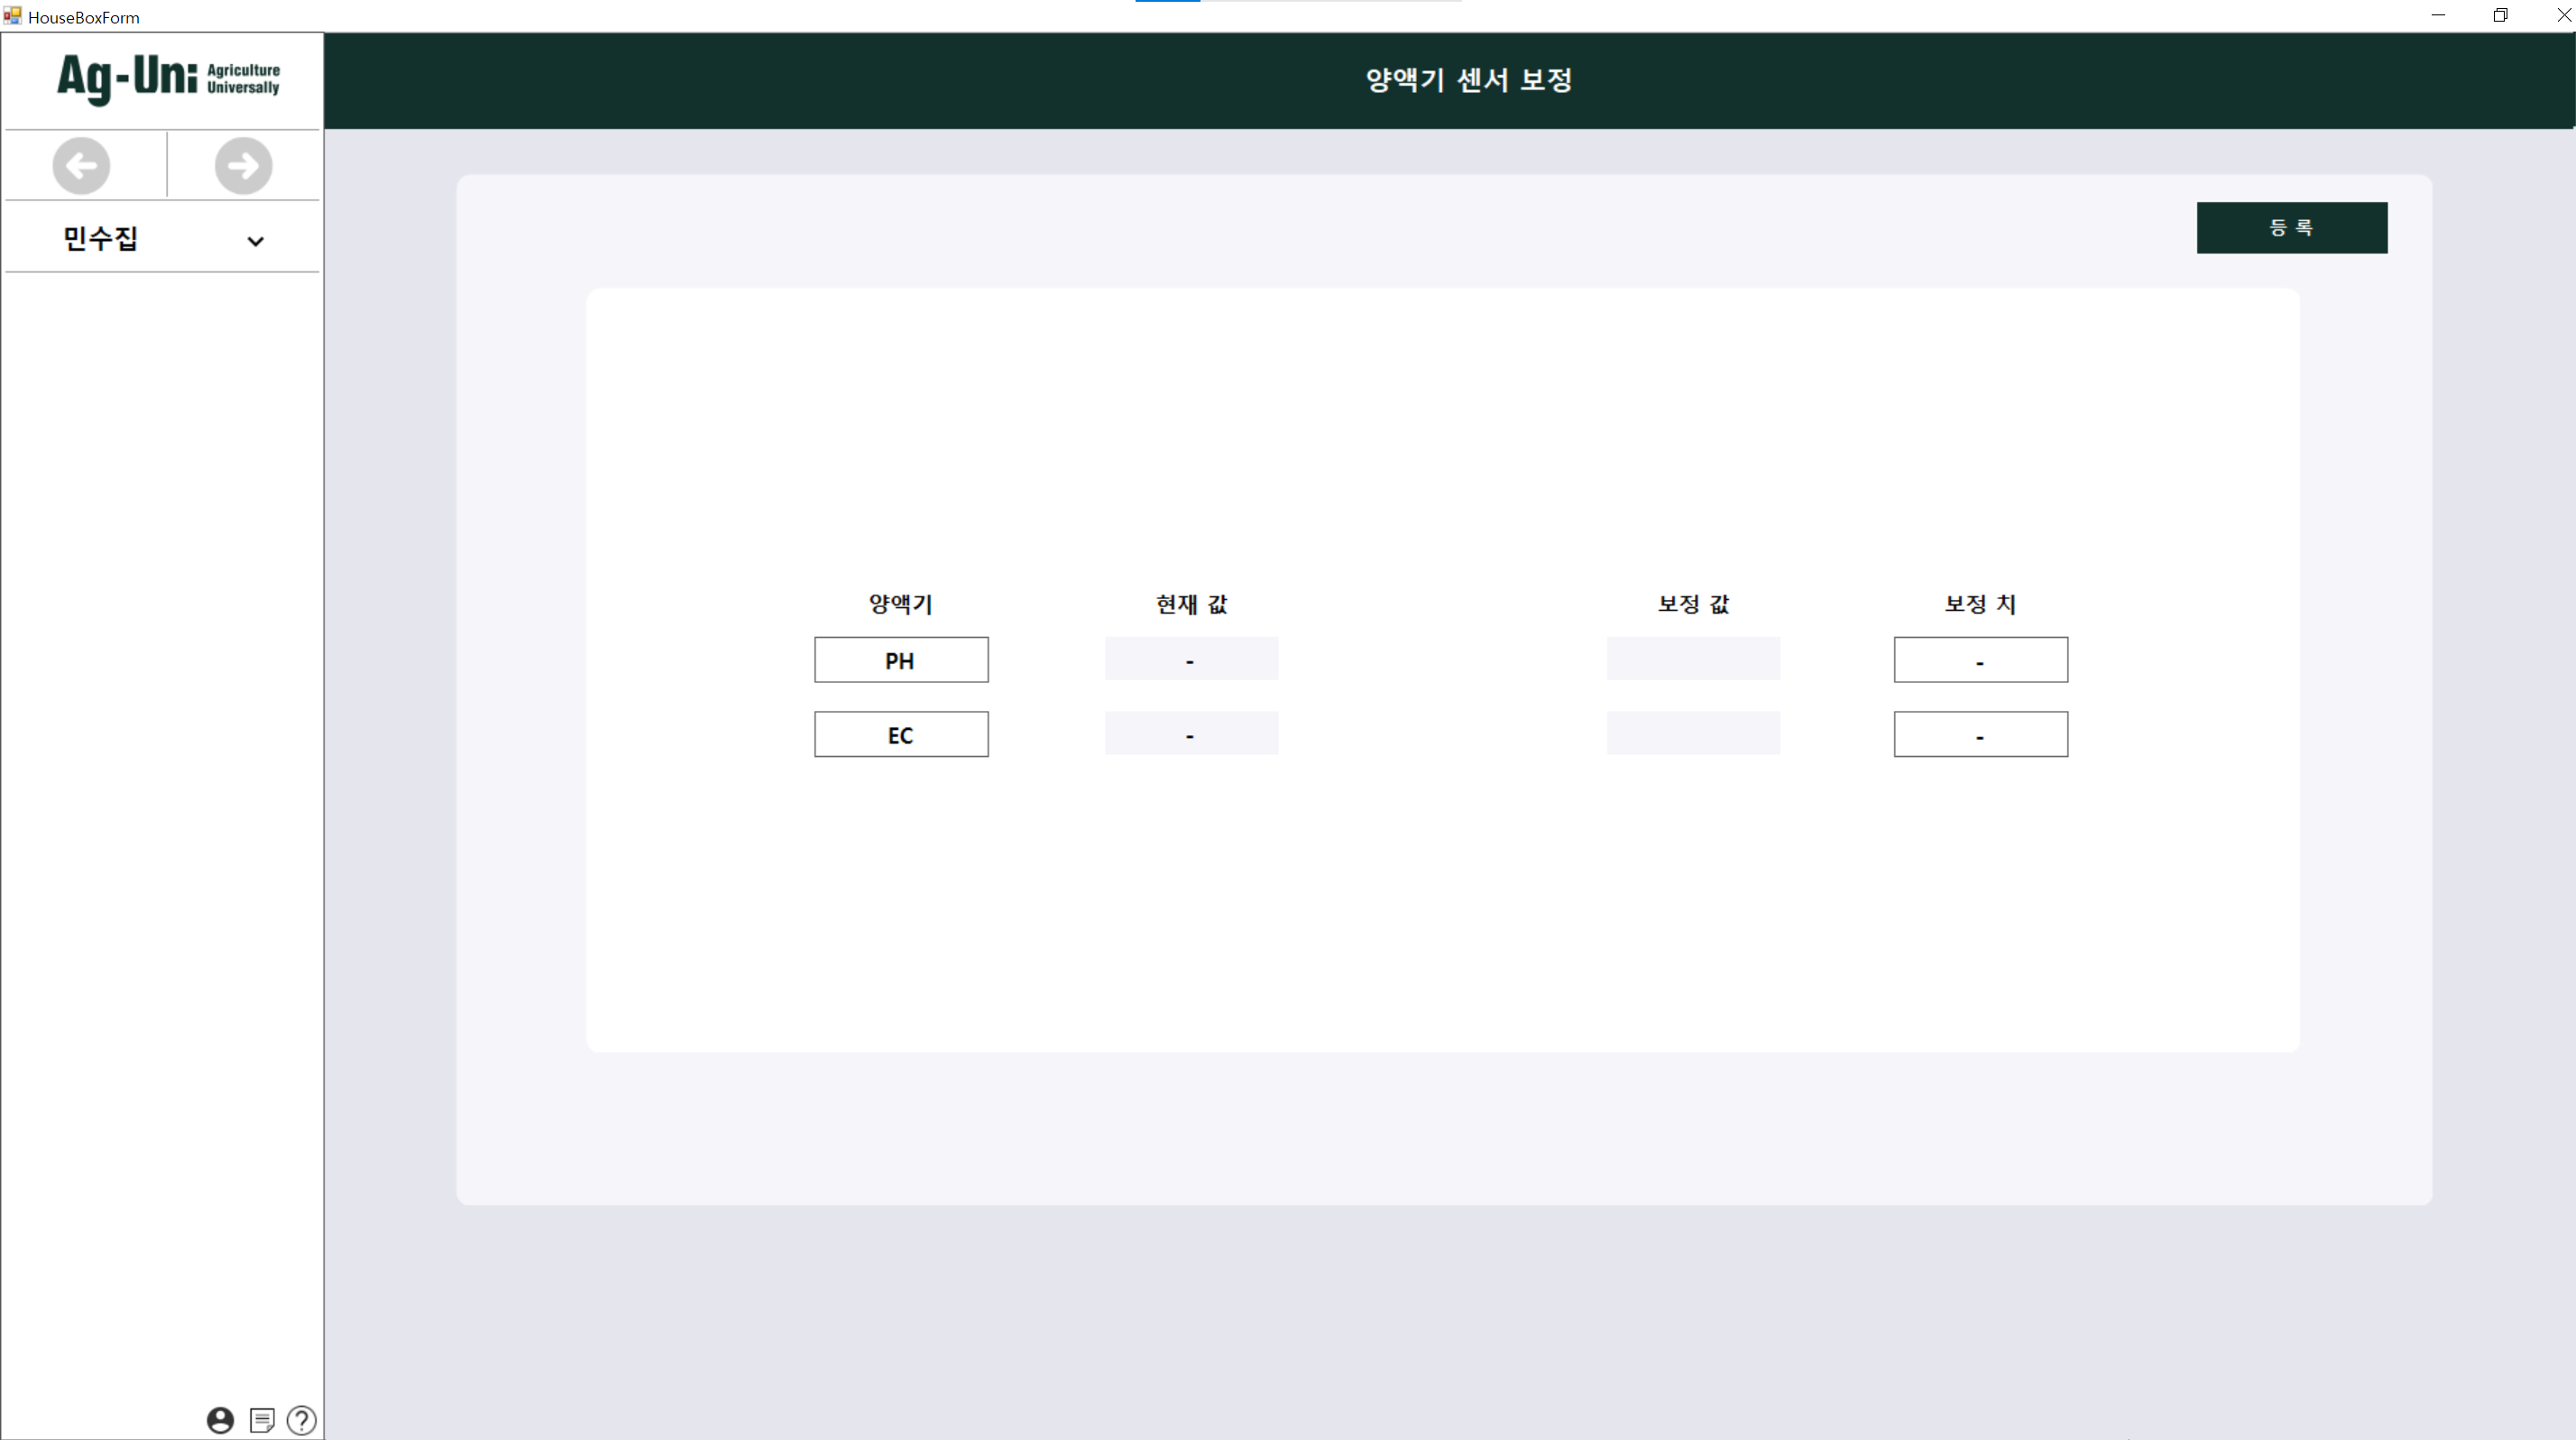 HouseBoxForm
Ag-Uni Agriculture Universally
양액기 센서 보정
민수집
등 록
양액기 현재 값 보정 값 보정 치
PH - -
EC - -